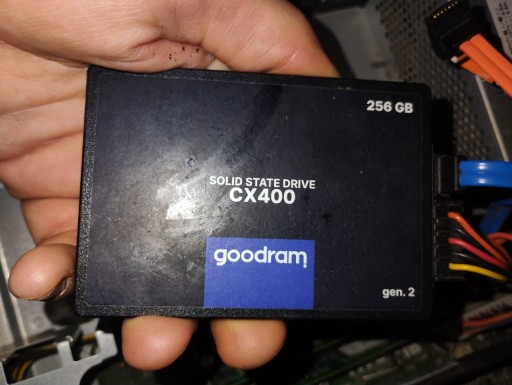 256 GB
SOLID STATE DRIVE
CX400
goodram
gen. 2